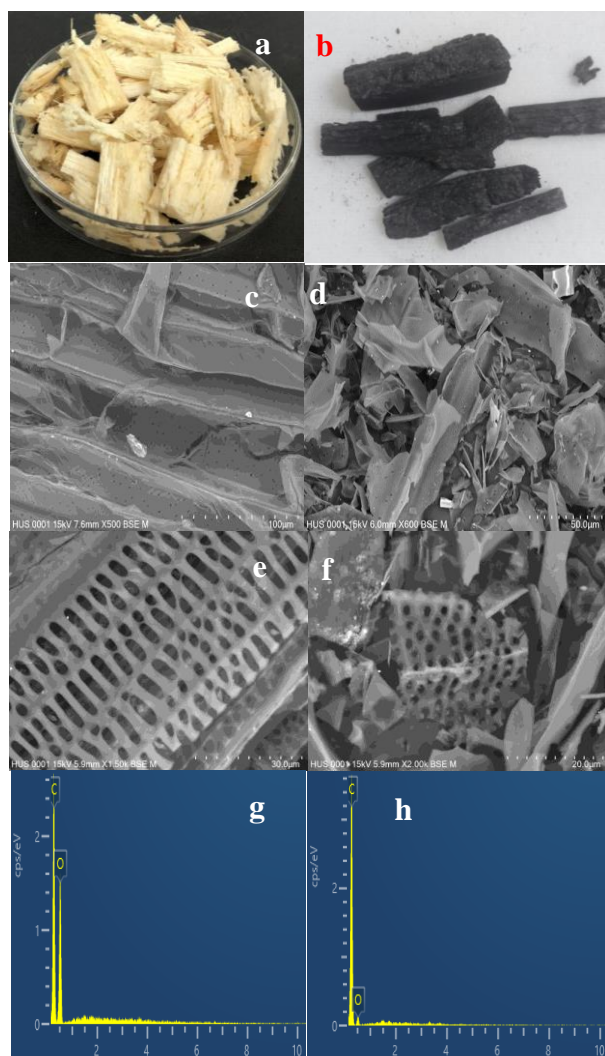 a
b
c
d
HUS 0001 15kV 7.6mm X500 BSE M
100µm
HUS 0001 15kV 6.0mm X600 BSE M
50.0µm
e
f
HUS 0001 15kV 5.9mm X1.50k BSE M
30.0µm
HUS 0001 15kV 5.9mm X2.00k BSE M
20.0µm
g
h
cps/eV
C
O
2
1
0
2 4 6 8 10
cps/eV
C
O
2
0
2 4 6 8 10